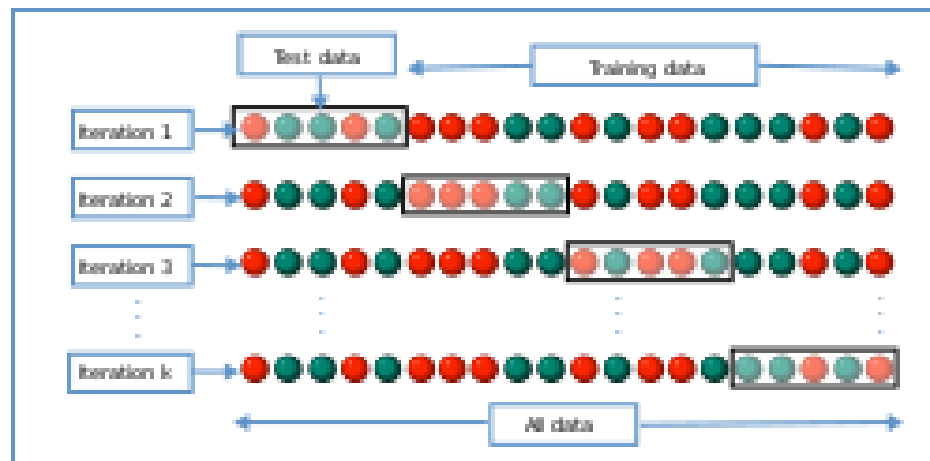 Test data
Training data
Iteration 1
Iteration 2
Iteration 3
Iteration k
All data